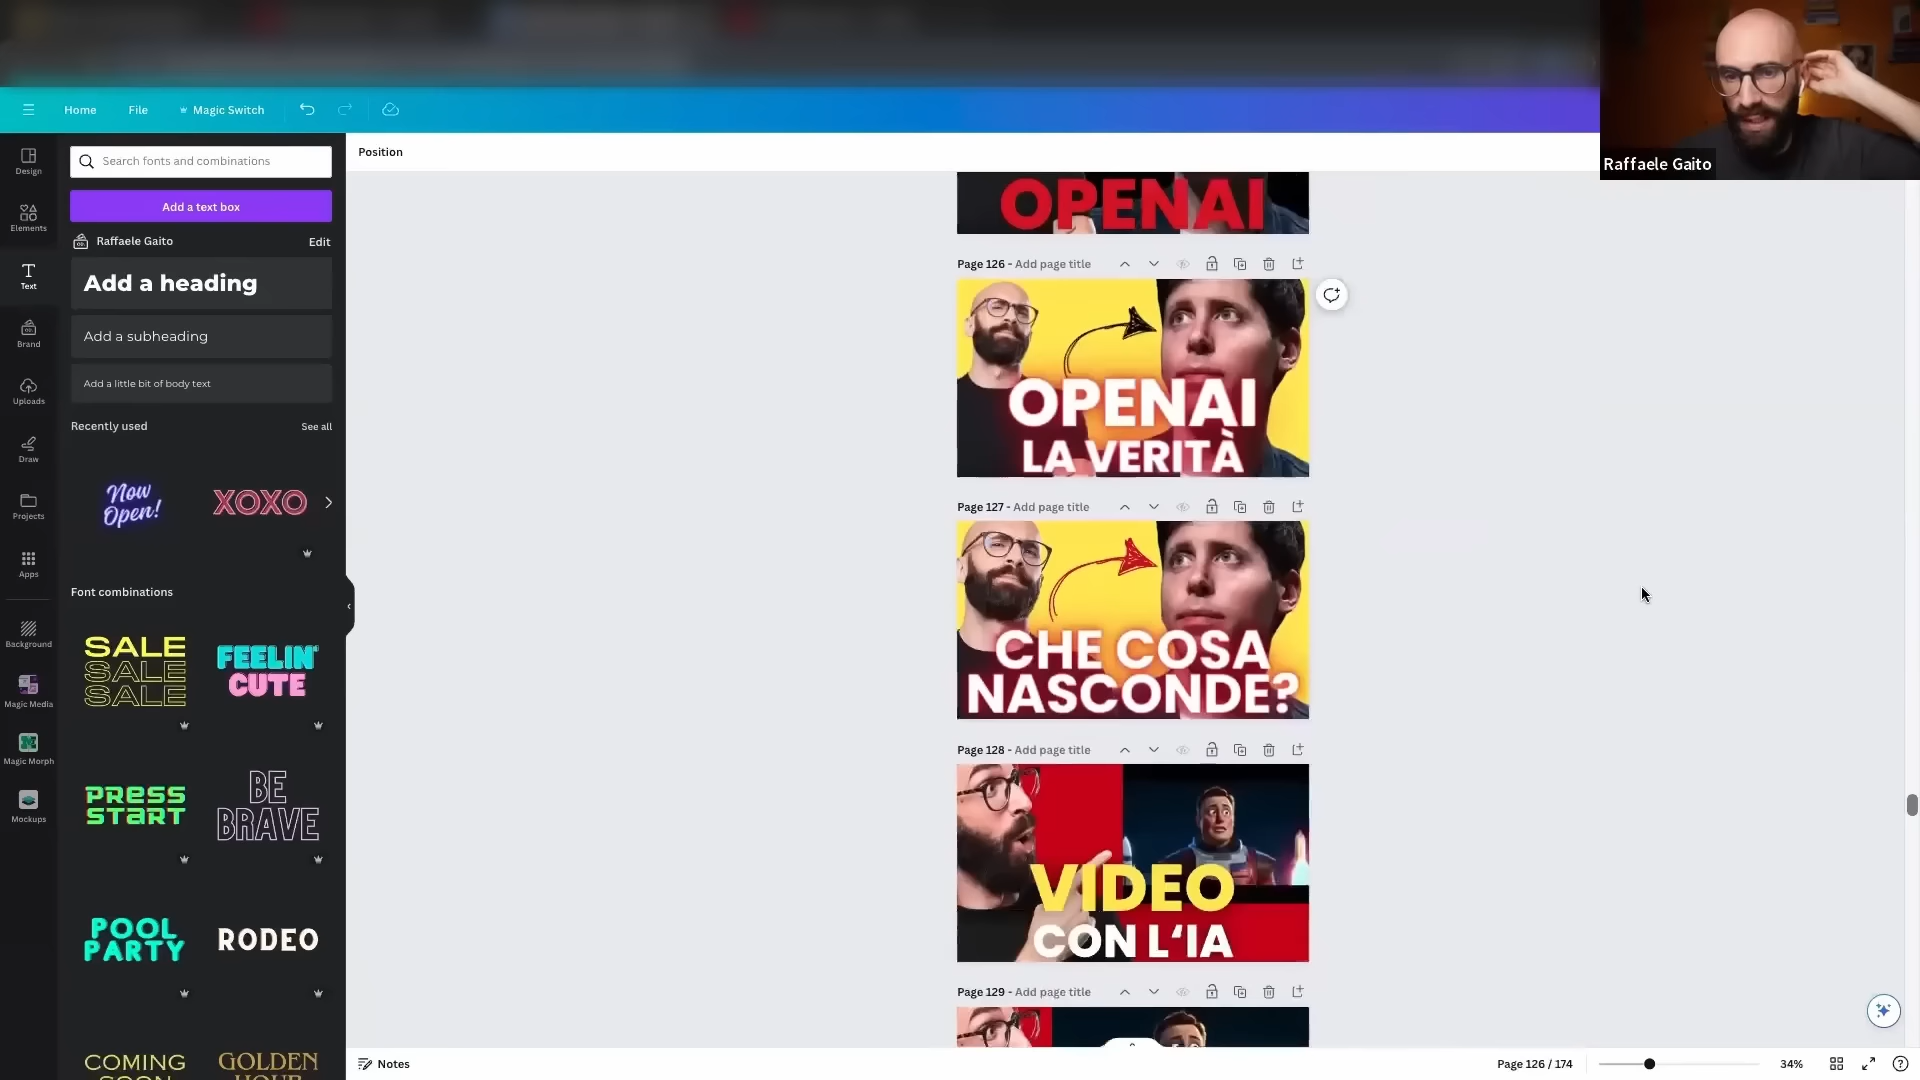 Home
File
Magic Switch
Raffaele Gaito
Design
Elements
Text
Brand
Uploads
Draw
Projects
Apps
Background
Magic Media
Magic Morph
Mockups
Search fonts and combinations
Add a text box
Raffaele Gaito
Edit
Add a heading
Add a subheading
Add a little bit of body text
Recently used
See all
Now
Open!
XOXO
Font combinations
SALE
SALE
SALE
FEELIN'
CUTE
PRESS
START
BE
BRAVE
POOL
PARTY
RODEO
COMING
SOON
GOLDEN
HOUR
Position
OPENAI
Page 126 - Add page title
OPENAI
LA VERITÀ
Page 127 - Add page title
CHE COSA
NASCONDE?
Page 128 - Add page title
VIDEO
CON L‘IA
Page 129 - Add page title
Notes
Page 126 / 174
34%